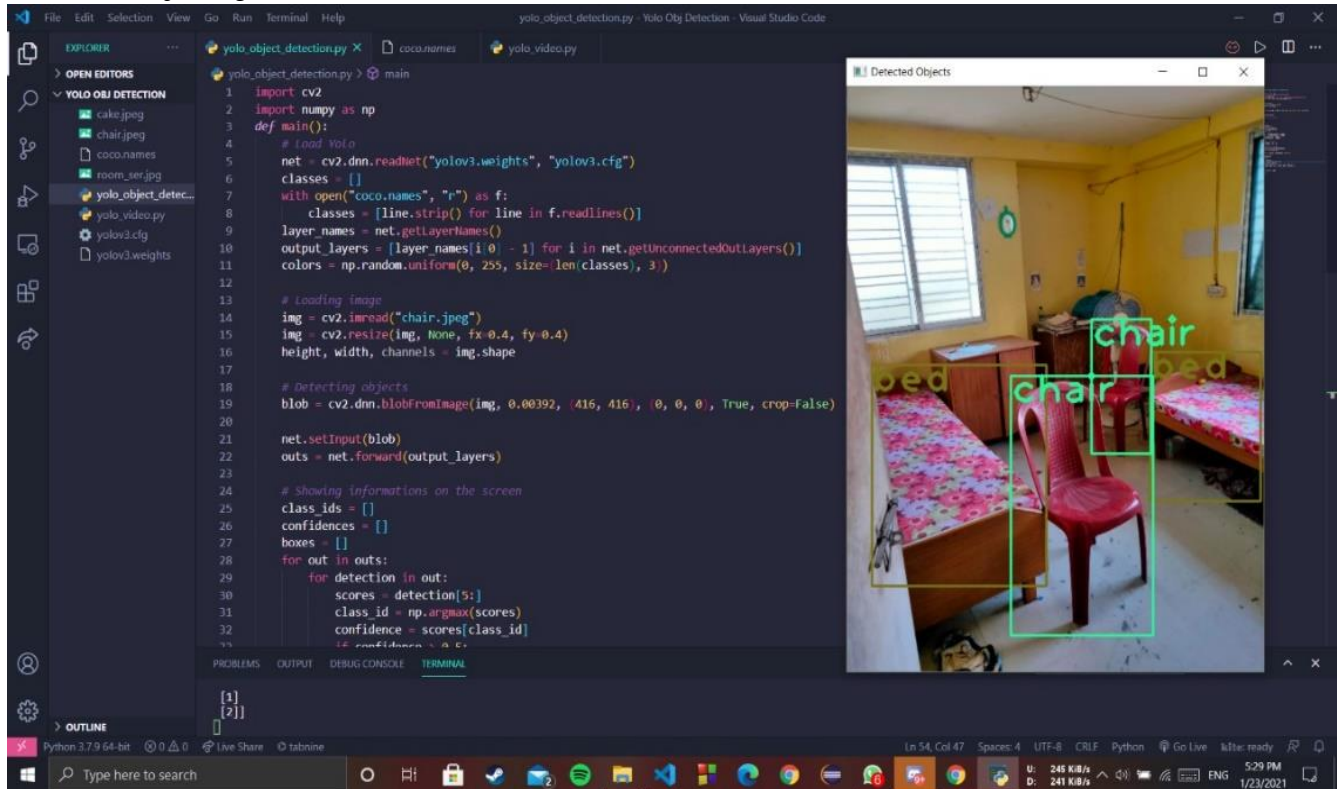 File Edit Selection View Go Run Terminal Help
yolo_object_detection.py - Yolo Obj Detection - Visual Studio Code
EXPLORER
OPEN EDITORS
YOLO OBJ DETECTION
cake.jpeg
chair.jpeg
coco.names
room_ser.jpg
yolo_object_detec...
yolo_video.py
yolov3.cfg
yolov3.weights
OUTLINE
yolo_object_detection.py coco.names yolo_video.py
yolo_object_detection.py > main
1 import cv2
2 import numpy as np
3 def main():
4 # Load Yolo
5 net = cv2.dnn.readNet("yolov3.weights", "yolov3.cfg")
6 classes = []
7 with open("coco.names", "r") as f:
8 classes = [line.strip() for line in f.readlines()]
9 layer_names = net.getLayerNames()
10 output_layers = [layer_names[i[0] - 1] for i in net.getUnconnectedOutLayers()]
11 colors = np.random.uniform(0, 255, size=(len(classes), 3))
12
13 # Loading image
14 img = cv2.imread("chair.jpeg")
15 img = cv2.resize(img, None, fx=0.4, fy=0.4)
16 height, width, channels = img.shape
17
18 # Detecting objects
19 blob = cv2.dnn.blobFromImage(img, 0.00392, (416, 416), (0, 0, 0), True, crop=False)
20
21 net.setInput(blob)
22 outs = net.forward(output_layers)
23
24 # Showing informations on the screen
25 class_ids = []
26 confidences = []
27 boxes = []
28 for out in outs:
29 for detection in out:
30 scores = detection[5:]
31 class_id = np.argmax(scores)
32 confidence = scores[class_id]
if confidence > 0.5:
Detected Objects
chair
bed
chair
bed
PROBLEMS OUTPUT DEBUG CONSOLE TERMINAL
[1]
[2]]
Python 3.7.9 64-bit 0 0 Live Share tabnine
Ln 54, Col 47 Spaces: 4 UTF-8 CRLF Python Go Live kite: ready
Type here to search
U: 245 KiB/s
D: 241 KiB/s
ENG
5:29 PM
1/23/2021